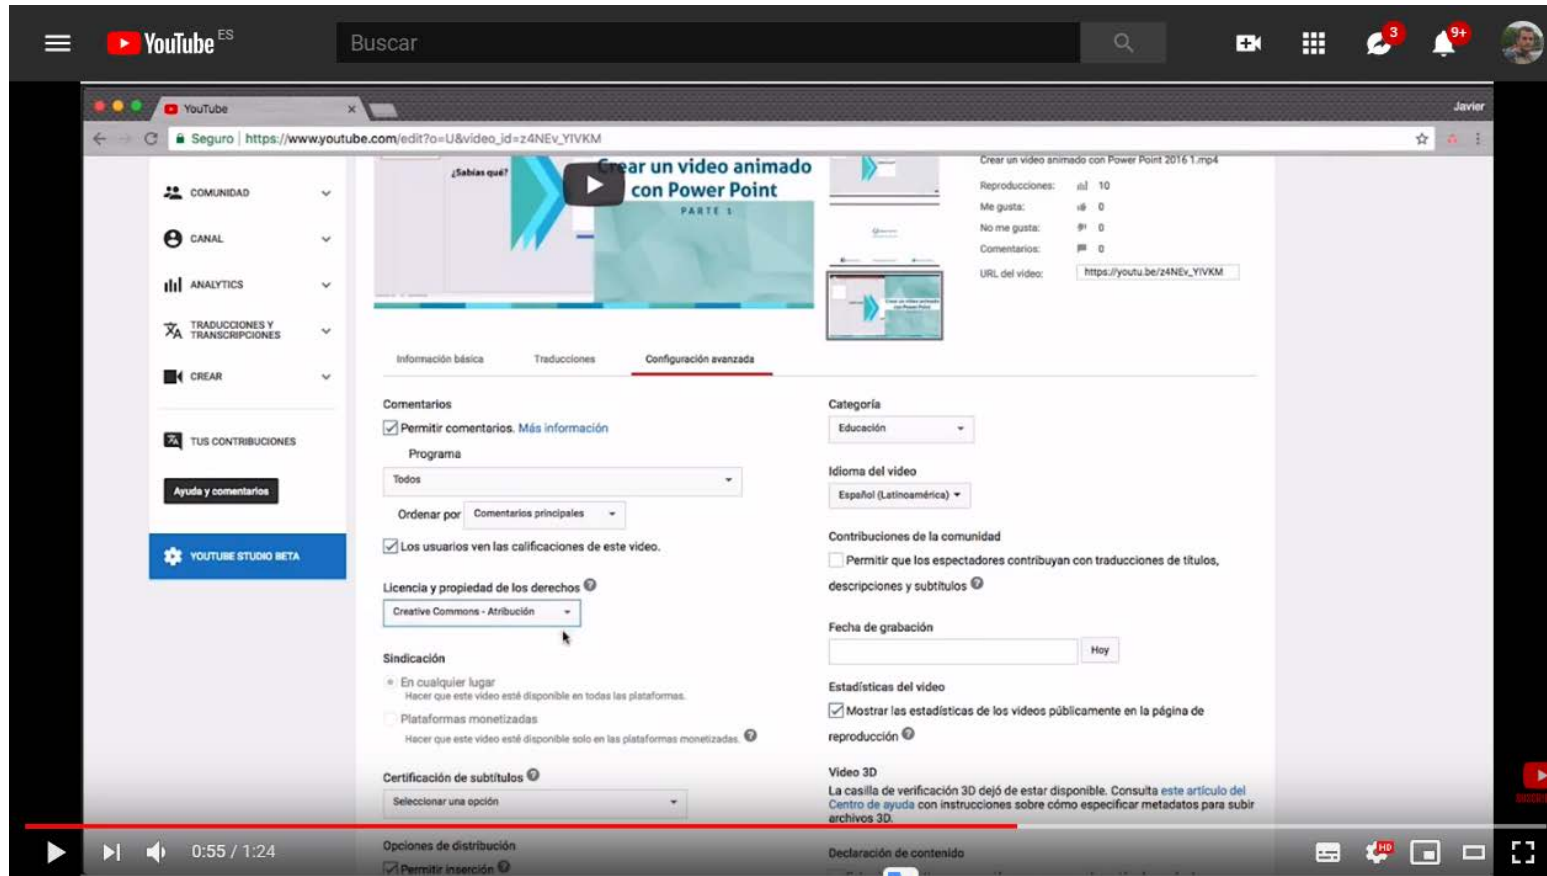 YouTube ES
Buscar
3
9+
YouTube
Javier
Seguro | https://www.youtube.com/edit?o=U&video_id=z4NEv_YIVKM
COMUNIDAD
CANAL
ANALYTICS
TRADUCCIONES Y
TRANSCRIPCIONES
CREAR
TUS CONTRIBUCIONES
Ayuda y comentarios
YOUTUBE STUDIO BETA
¿Sabías qué?
Crear un video animado
con Power Point
PARTE 1
Crear un video animado con Power Point 2016 1.mp4
Reproducciones: 10
Me gusta: 0
No me gusta: 0
Comentarios: 0
URL del video: https://youtu.be/z4NEv_YIVKM
Información básica
Traducciones
Configuración avanzada
Comentarios
Permitir comentarios. Más información
Programa
Todos
Ordenar por Comentarios principales
Los usuarios ven las calificaciones de este video.
Licencia y propiedad de los derechos
Creative Commons - Atribución
Sindicación
En cualquier lugar
Hacer que este video esté disponible en todas las plataformas.
Plataformas monetizadas
Hacer que este video esté disponible solo en las plataformas monetizadas.
Certificación de subtítulos
Seleccionar una opción
Opciones de distribución
Permitir inserción
Categoría
Educación
Idioma del video
Español (Latinoamérica)
Contribuciones de la comunidad
Permitir que los espectadores contribuyan con traducciones de títulos,
descripciones y subtítulos
Fecha de grabación
Hoy
Estadísticas del video
Mostrar las estadísticas de los videos públicamente en la página de
reproducción
Video 3D
La casilla de verificación 3D dejó de estar disponible. Consulta este artículo del
Centro de ayuda con instrucciones sobre cómo especificar metadatos para subir
archivos 3D.
Declaración de contenido
0:55 / 1:24
HD